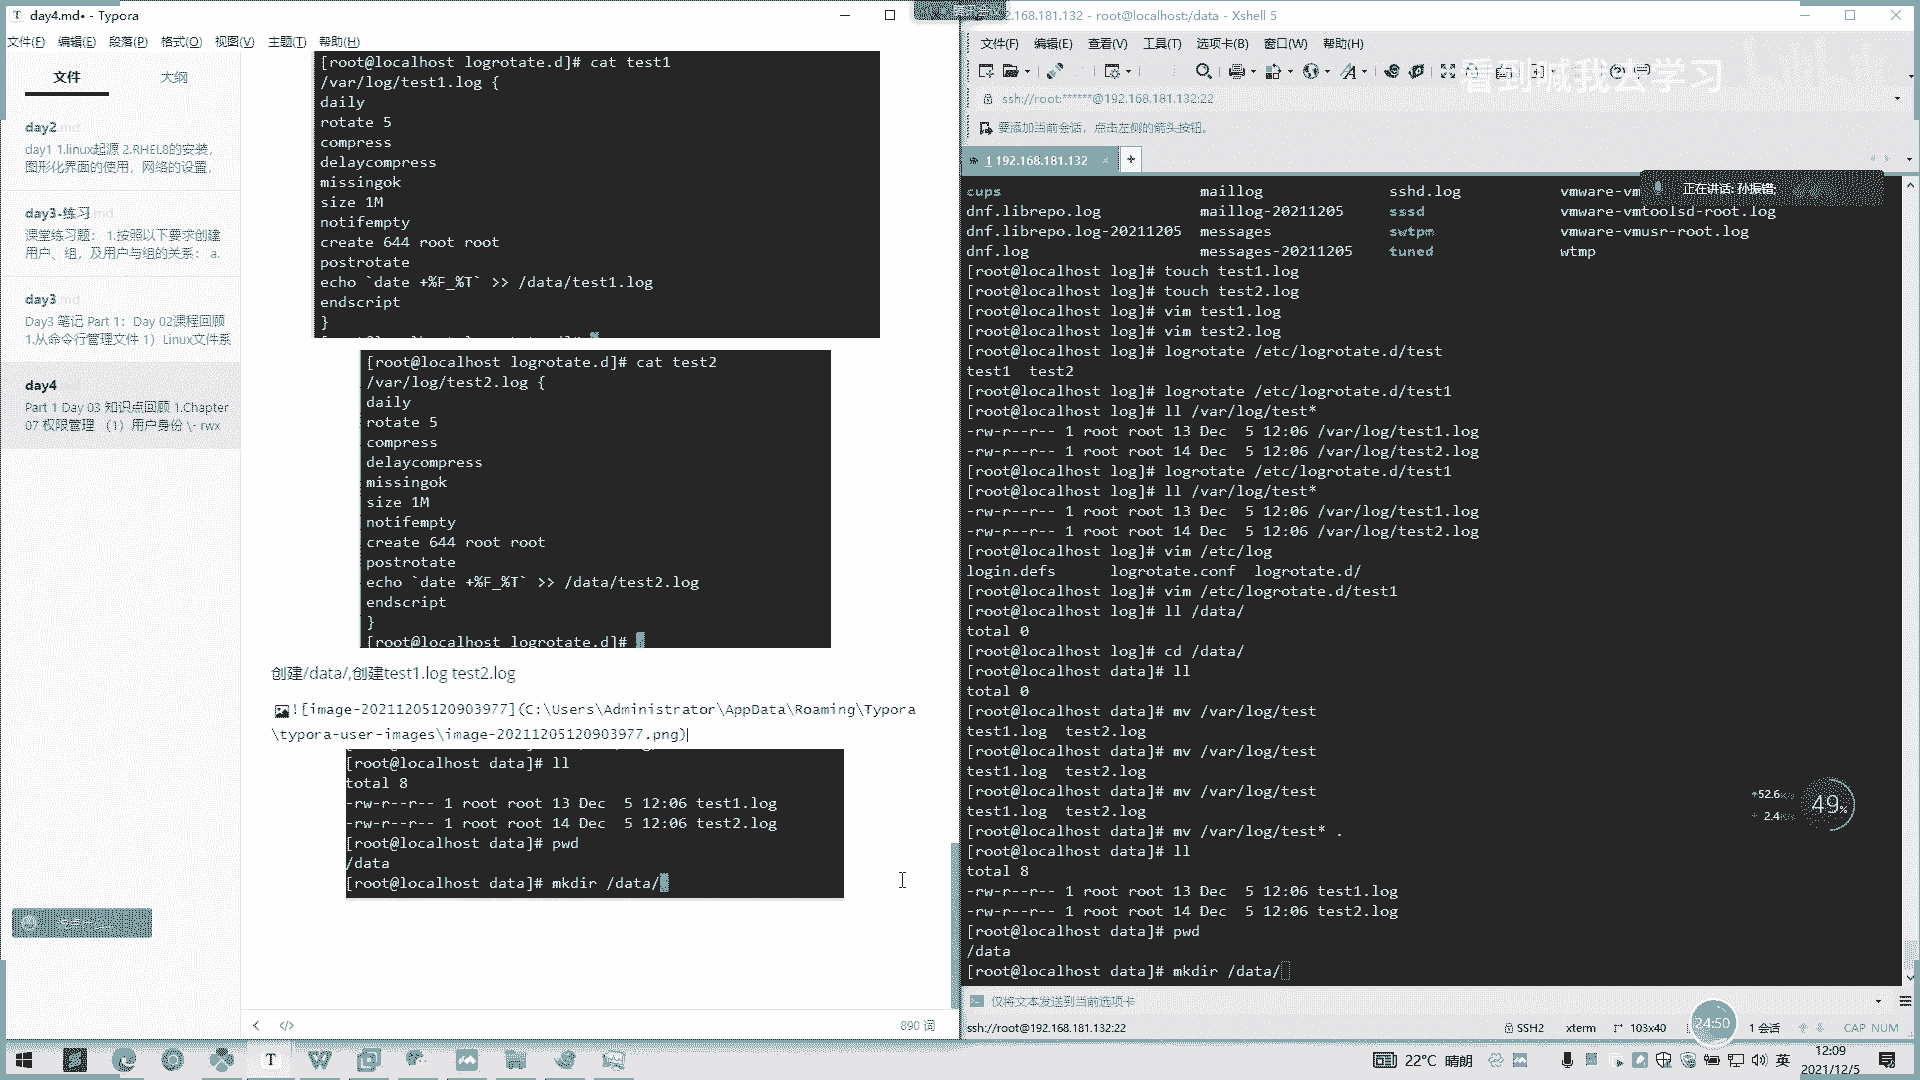 day4.md• - Typora
文件(F) 编辑(E) 段落(P) 格式(O) 视图(V) 主题(T) 帮助(H)
文件 大纲
day2.md
day1 1.linux起源 2.RHEL8的安装，
图形化界面的使用，网络的设置，
day3-练习.md
课堂练习题： 1.按照以下要求创建
用户、组，及用户与组的关系： a.
day3.md
Day3 笔记 Part 1：Day 02课程回顾
1.从命令行管理文件 1）Linux文件系
day4
Part 1 Day 03 知识点回顾 1.Chapter
07 权限管理 （1）用户身份 \- rwx
[root@localhost logrotate.d]# cat test1
/var/log/test1.log {
daily
rotate 5
compress
delaycompress
missingok
size 1M
notifempty
create 644 root root
postrotate
echo `date +%F_%T` >> /data/test1.log
endscript
}
[root@localhost logrotate.d]# cat test2
/var/log/test2.log {
daily
rotate 5
compress
delaycompress
missingok
size 1M
notifempty
create 644 root root
postrotate
echo `date +%F_%T` >> /data/test2.log
endscript
}
[root@localhost logrotate.d]#
创建/data/,创建test1.log test2.log
![image-20211205120903977](C:\Users\Administrator\AppData\Roaming\Typora
\typora-user-images\image-20211205120903977.png)
[root@localhost data]# ll
total 8
-rw-r--r-- 1 root root 13 Dec  5 12:06 test1.log
-rw-r--r-- 1 root root 14 Dec  5 12:06 test2.log
[root@localhost data]# pwd
/data
[root@localhost data]# mkdir /data/
890 词
.168.181.132 - root@localhost:/data - Xshell 5
文件(F) 编辑(E) 查看(V) 工具(T) 选项卡(B) 窗口(W) 帮助(H)
看到喊我去学习
ssh://root:******@192.168.181.132:22
要添加当前会话，点击左侧的箭头按钮。
1 192.168.181.132
正在讲话: 孙振锴;
cups maillog sshd.log vmware-vm
dnf.librepo.log maillog-20211205 sssd vmware-vmtoolsd-root.log
dnf.librepo.log-20211205 messages swtpm vmware-vmusr-root.log
dnf.log messages-20211205 tuned wtmp
[root@localhost log]# touch test1.log
[root@localhost log]# touch test2.log
[root@localhost log]# vim test1.log
[root@localhost log]# vim test2.log
[root@localhost log]# logrotate /etc/logrotate.d/test
test1  test2
[root@localhost log]# logrotate /etc/logrotate.d/test1
[root@localhost log]# ll /var/log/test*
-rw-r--r-- 1 root root 13 Dec  5 12:06 /var/log/test1.log
-rw-r--r-- 1 root root 14 Dec  5 12:06 /var/log/test2.log
[root@localhost log]# logrotate /etc/logrotate.d/test1
[root@localhost log]# ll /var/log/test*
-rw-r--r-- 1 root root 13 Dec  5 12:06 /var/log/test1.log
-rw-r--r-- 1 root root 14 Dec  5 12:06 /var/log/test2.log
[root@localhost log]# vim /etc/log
login.defs logrotate.conf logrotate.d/
[root@localhost log]# vim /etc/logrotate.d/test1
[root@localhost log]# ll /data/
total 0
[root@localhost log]# cd /data/
[root@localhost data]# ll
total 0
[root@localhost data]# mv /var/log/test
test1.log  test2.log
[root@localhost data]# mv /var/log/test
test1.log  test2.log
[root@localhost data]# mv /var/log/test
test1.log  test2.log
[root@localhost data]# mv /var/log/test* .
[root@localhost data]# ll
total 8
-rw-r--r-- 1 root root 13 Dec  5 12:06 test1.log
-rw-r--r-- 1 root root 14 Dec  5 12:06 test2.log
[root@localhost data]# pwd
/data
[root@localhost data]# mkdir /data/
52.6K/s
2.4K/s
49%
仅将文本发送到当前选项卡
ssh://root@192.168.181.132:22 SSH2 xterm 103x40 24:50 1 会话 CAP NUM
22°C 晴朗 英 12:09
2021/12/5